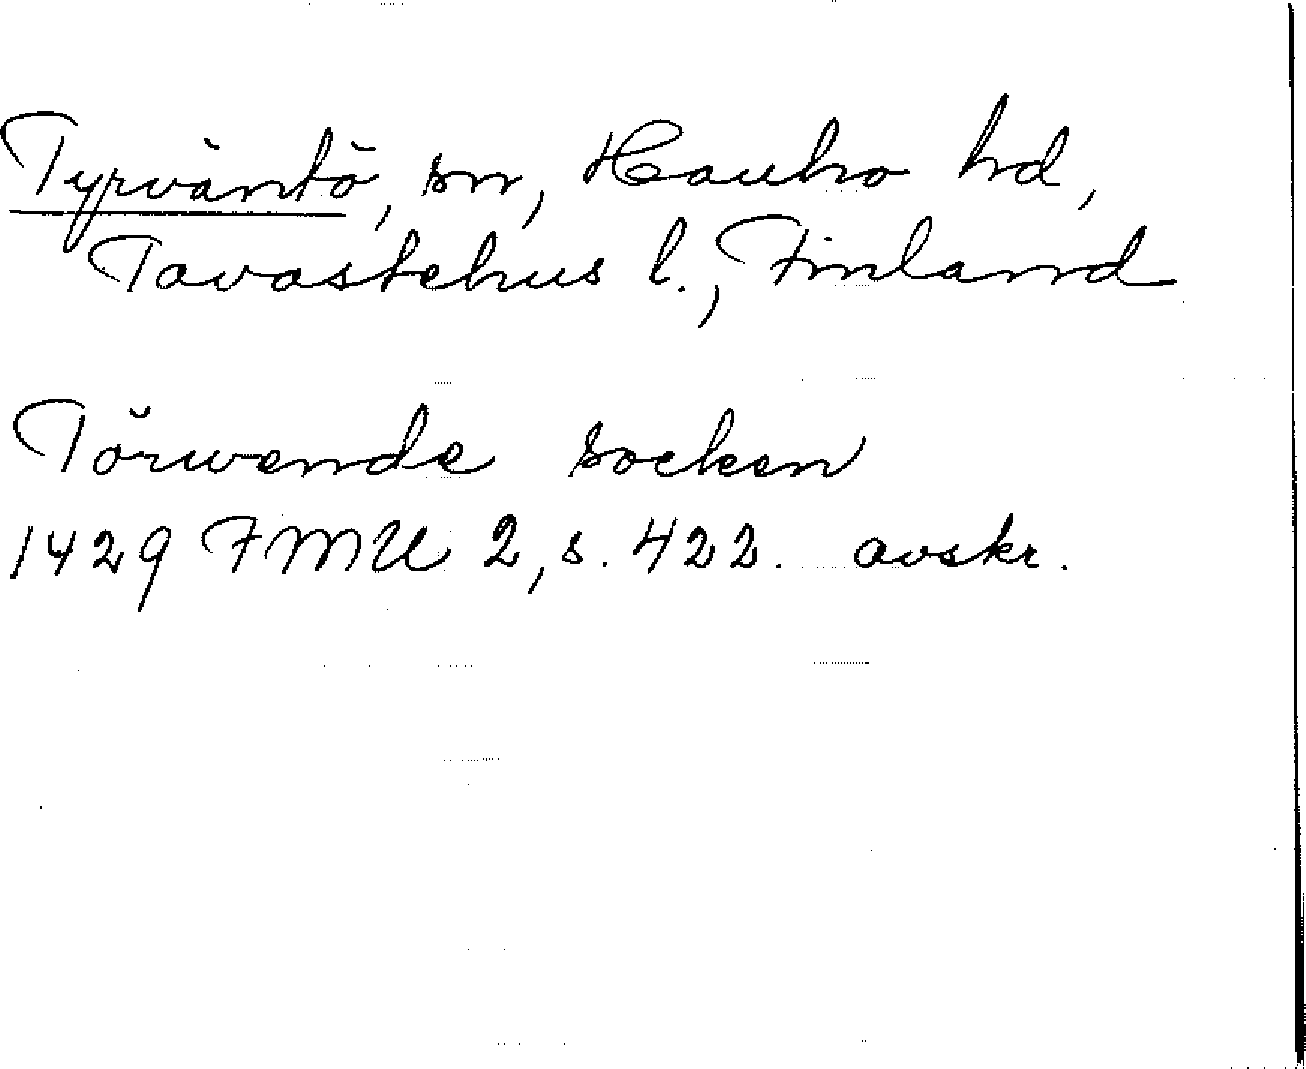 Tyrväntö, sn, Hauho hd,
Tavastehus l., Finland
Törwende socken
1429 FMU 2, s. 422. avskr.